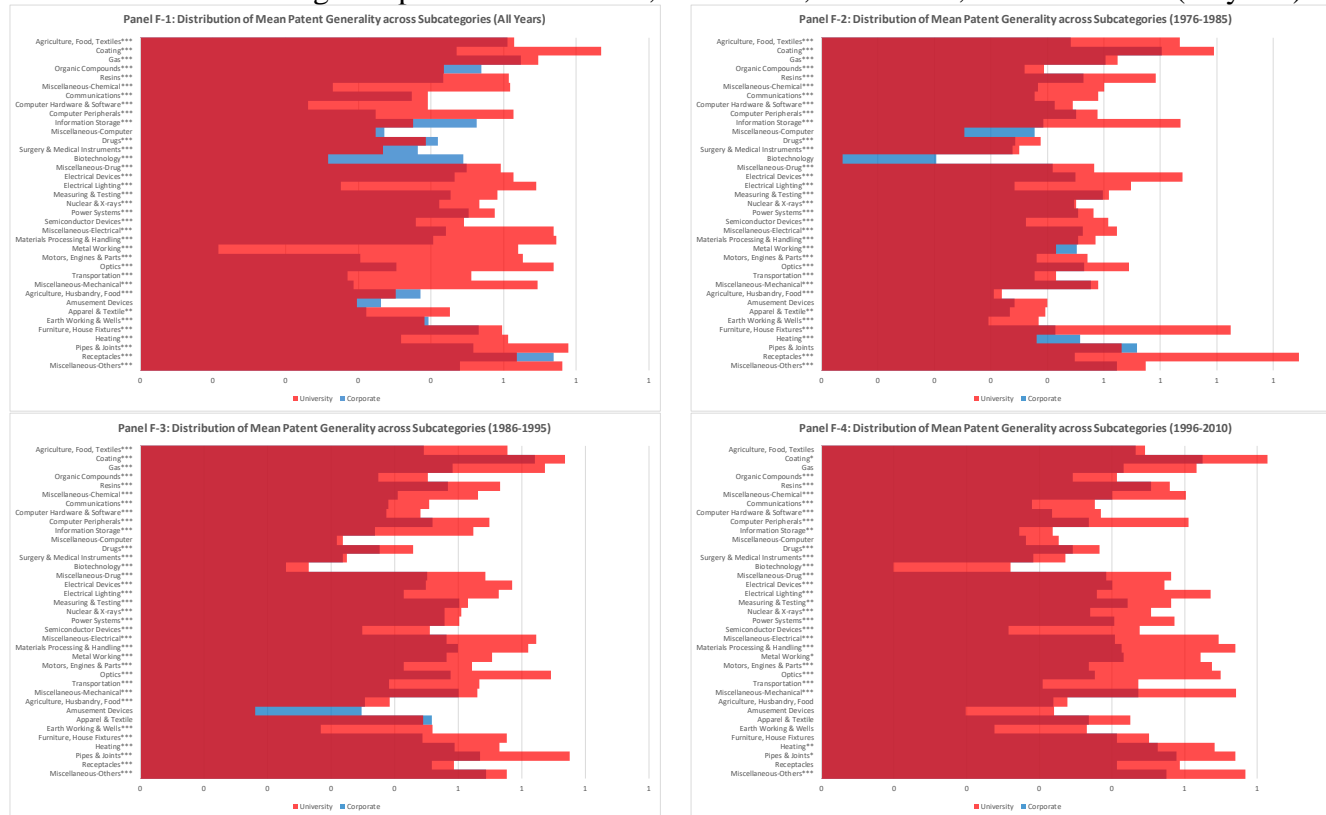 Panel F-1: Distribution of Mean Patent Generality across Subcategories (All Years)
Agriculture, Food, Textiles***
Coating***
Gas***
Organic Compounds***
Resins***
Miscellaneous-Chemical***
Communications***
Computer Hardware & Software***
Computer Peripherals***
Information Storage***
Miscellaneous-Computer
Drugs***
Surgery & Medical Instruments***
Biotechnology***
Miscellaneous-Drug***
Electrical Devices***
Electrical Lighting***
Measuring & Testing***
Nuclear & X-rays***
Power Systems***
Semiconductor Devices***
Miscellaneous-Electrical***
Materials Processing & Handling***
Metal Working***
Motors, Engines & Parts***
Optics***
Transportation***
Miscellaneous-Mechanical***
Agriculture, Husbandry, Food***
Amusement Devices
Apparel & Textile**
Earth Working & Wells***
Furniture, House Fixtures***
Heating***
Pipes & Joints***
Receptacles***
Miscellaneous-Others***
0 0 0 0 0 1 1 1
University Corporate
Panel F-2: Distribution of Mean Patent Generality across Subcategories (1976-1985)
Agriculture, Food, Textiles***
Coating***
Gas***
Organic Compounds***
Resins***
Miscellaneous-Chemical***
Communications***
Computer Hardware & Software***
Computer Peripherals***
Information Storage***
Miscellaneous-Computer
Drugs***
Surgery & Medical Instruments***
Biotechnology
Miscellaneous-Drug***
Electrical Devices***
Electrical Lighting***
Measuring & Testing***
Nuclear & X-rays***
Power Systems***
Semiconductor Devices***
Miscellaneous-Electrical***
Materials Processing & Handling***
Metal Working***
Motors, Engines & Parts***
Optics***
Transportation***
Miscellaneous-Mechanical***
Agriculture, Husbandry, Food***
Amusement Devices
Apparel & Textile**
Earth Working & Wells***
Furniture, House Fixtures***
Heating***
Pipes & Joints
Receptacles***
Miscellaneous-Others***
0 0 0 0 0 1 1 1 1
University Corporate
Panel F-3: Distribution of Mean Patent Generality across Subcategories (1986-1995)
Agriculture, Food, Textiles***
Coating***
Gas***
Organic Compounds***
Resins***
Miscellaneous-Chemical***
Communications***
Computer Hardware & Software***
Computer Peripherals***
Information Storage***
Miscellaneous-Computer
Drugs***
Surgery & Medical Instruments***
Biotechnology***
Miscellaneous-Drug***
Electrical Devices***
Electrical Lighting***
Measuring & Testing***
Nuclear & X-rays***
Power Systems***
Semiconductor Devices***
Miscellaneous-Electrical***
Materials Processing & Handling***
Metal Working***
Motors, Engines & Parts***
Optics***
Transportation***
Miscellaneous-Mechanical***
Agriculture, Husbandry, Food***
Amusement Devices
Apparel & Textile
Earth Working & Wells***
Furniture, House Fixtures***
Heating***
Pipes & Joints***
Receptacles***
Miscellaneous-Others***
0 0 0 0 0 1 1 1 1
University Corporate
Panel F-4: Distribution of Mean Patent Generality across Subcategories (1996-2010)
Agriculture, Food, Textiles
Coating*
Gas
Organic Compounds***
Resins***
Miscellaneous-Chemical***
Communications***
Computer Hardware & Software***
Computer Peripherals***
Information Storage**
Miscellaneous-Computer
Drugs***
Surgery & Medical Instruments***
Biotechnology***
Miscellaneous-Drug***
Electrical Devices***
Electrical Lighting***
Measuring & Testing**
Nuclear & X-rays***
Power Systems***
Semiconductor Devices***
Miscellaneous-Electrical***
Materials Processing & Handling***
Metal Working*
Motors, Engines & Parts***
Optics***
Transportation***
Miscellaneous-Mechanical***
Agriculture, Husbandry, Food
Amusement Devices
Apparel & Textile
Earth Working & Wells
Furniture, House Fixtures
Heating**
Pipes & Joints*
Receptacles
Miscellaneous-Others***
0 0 0 0 0 1 1
University Corporate